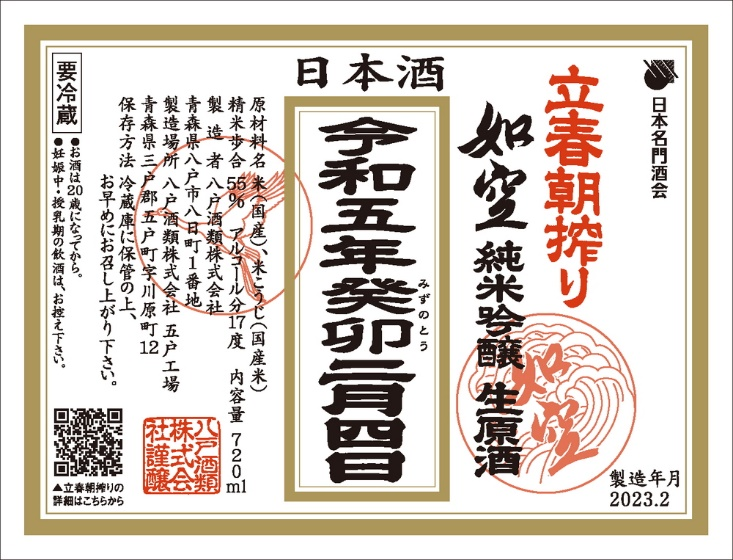 日本名門酒会
立春朝搾り
如空 純米吟醸 生原酒
如空
製造年月
2023.2
日本酒
令和五年癸卯二月四日
みずのとう
原材料名 米(国産)、米こうじ(国産米)
精米歩合 55% アルコール分17度 内容量 720ml
製造者 八戸酒類株式会社
青森県八戸市八日町1番地
製造場所 八戸酒類株式会社 五戸工場
青森県三戸郡五戸町字川原町12
保存方法 冷蔵庫に保管の上、
お早めにお召し上がり下さい。
八戸酒類
株式会
社謹醸
要冷蔵
●お酒は20歳になってから。
●妊娠中・授乳期の飲酒は、お控え下さい。
▲立春朝搾りの
詳細はこちらから